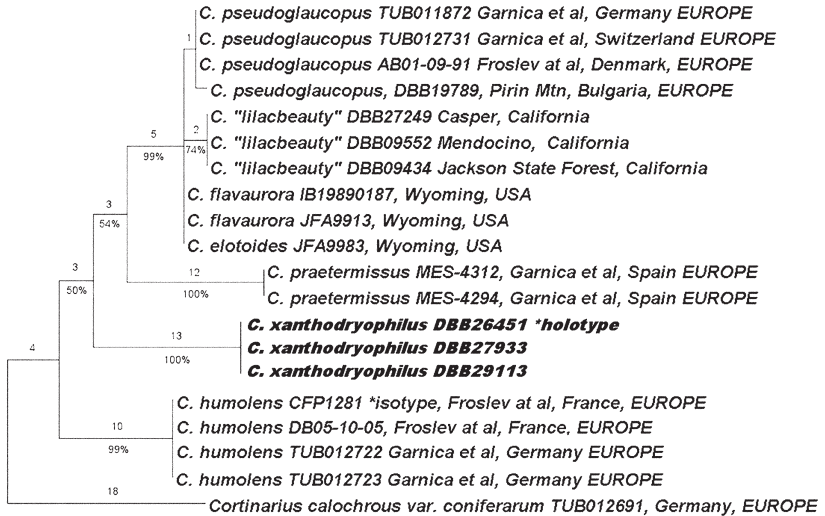 C. pseudoglaucopus TUB011872 Garnica et al, Germany EUROPE
1
C. pseudoglaucopus TUB012731 Garnica et al, Switzerland EUROPE
C. pseudoglaucopus AB01-09-91 Froslev at al, Denmark, EUROPE
C. pseudoglaucopus, DBB19789, Pirin Mtn, Bulgaria, EUROPE
C. "lilacbeauty" DBB27249 Casper, California
5
2
C. "lilacbeauty" DBB09552 Mendocino, California
99%
74%
C. "lilacbeauty" DBB09434 Jackson State Forest, California
C. flavaurora IB19890187, Wyoming, USA
3
54%
C. flavaurora JFA9913, Wyoming, USA
C. elotoides JFA9983, Wyoming, USA
3
50%
12
100%
C. praetermissus MES-4312, Garnica et al, Spain EUROPE
C. praetermissus MES-4294, Garnica et al, Spain EUROPE
C. xanthodryophilus DBB26451 *holotype
13
100%
C. xanthodryophilus DBB27933
C. xanthodryophilus DBB29113
4
C. humolens CFP1281 *isotype, Froslev at al, France, EUROPE
10
99%
C. humolens DB05-10-05, Froslev at al, France, EUROPE
C. humolens TUB012722 Garnica et al, Germany EUROPE
C. humolens TUB012723 Garnica et al, Germany EUROPE
18
Cortinarius calochrous var. coniferarum TUB012691, Germany, EUROPE